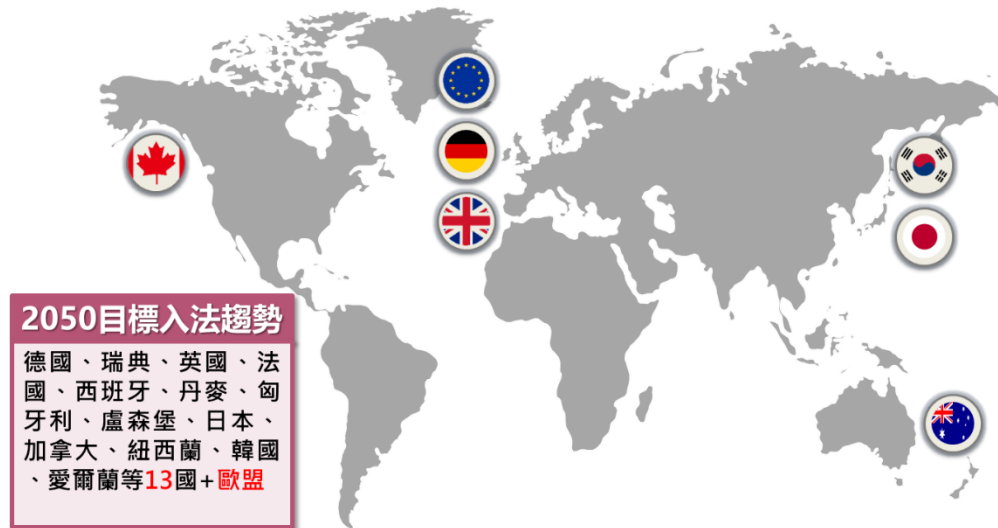 2050目標入法趨勢
德國、瑞典、英國、法
國、西班牙、丹麥、匈
牙利、盧森堡、日本、
加拿大、紐西蘭、韓國
、愛爾蘭等13國+歐盟